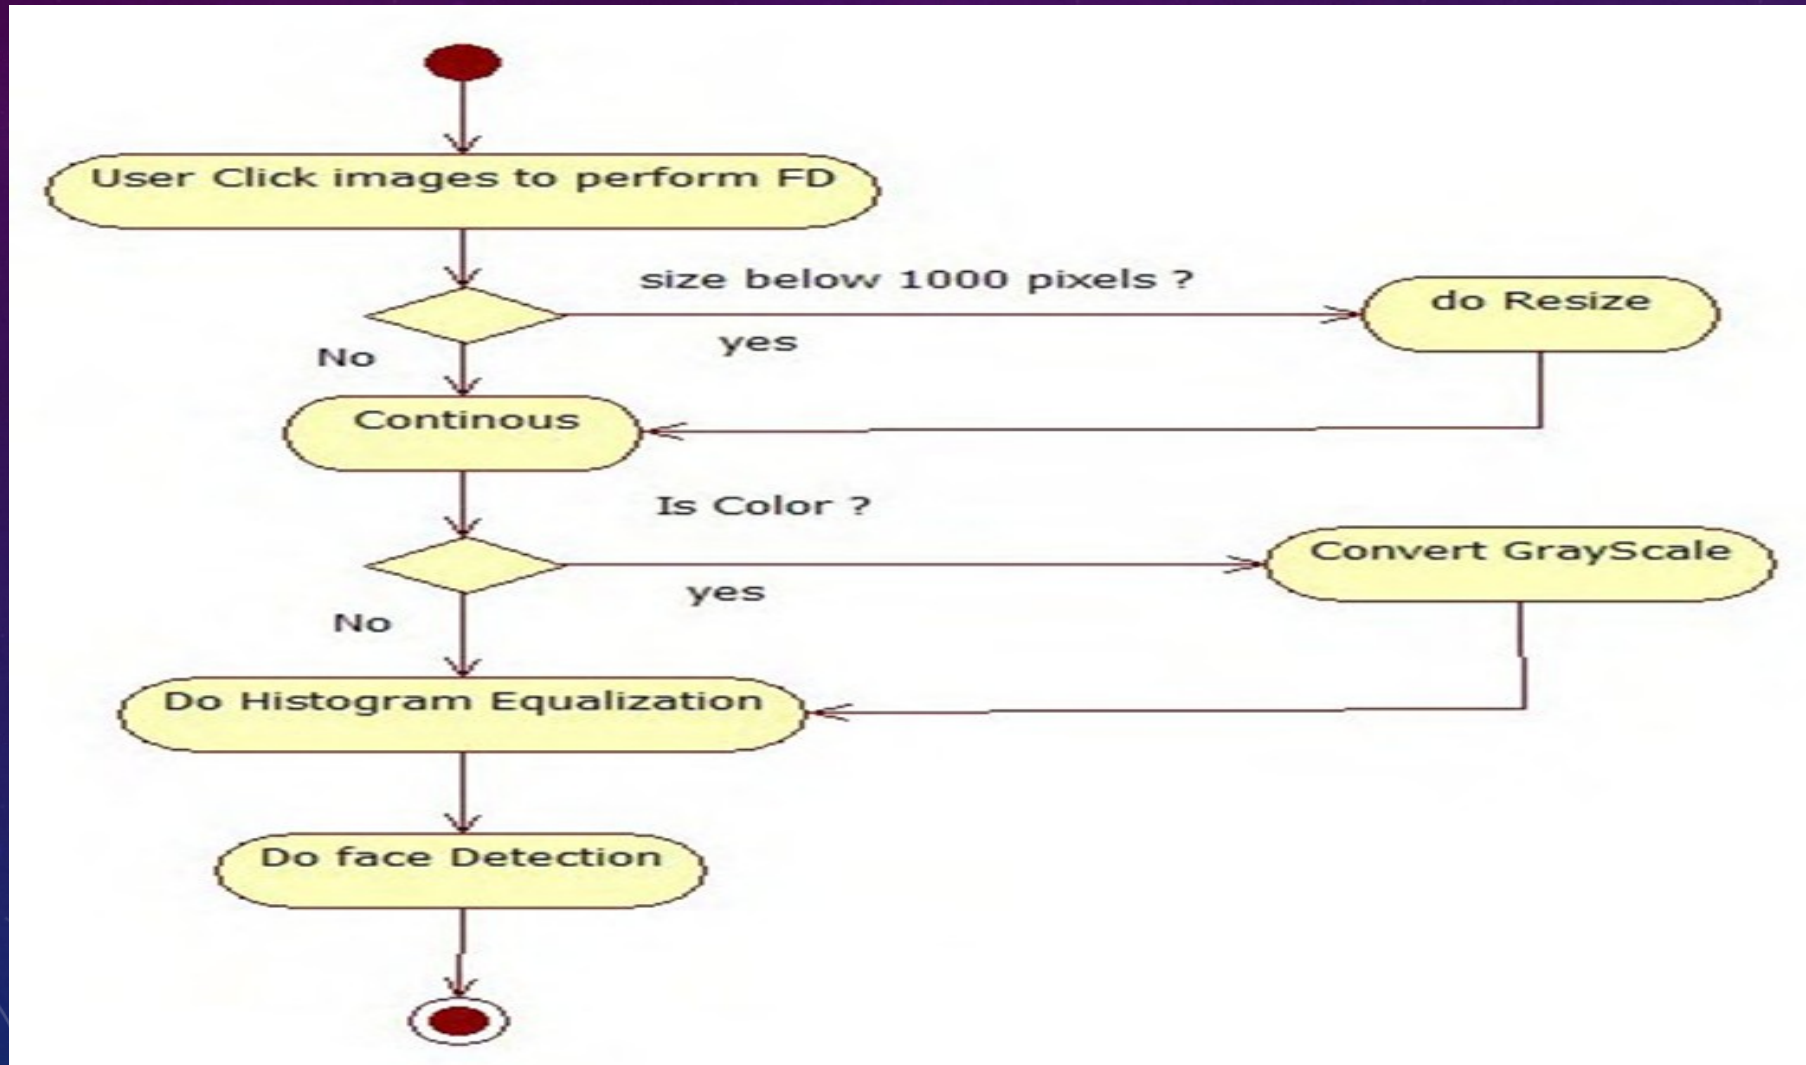 User Click images to perform FD
size below 1000 pixels ?
do Resize
yes
No
Continous
Is Color ?
Convert GrayScale
yes
No
Do Histogram Equalization
Do face Detection